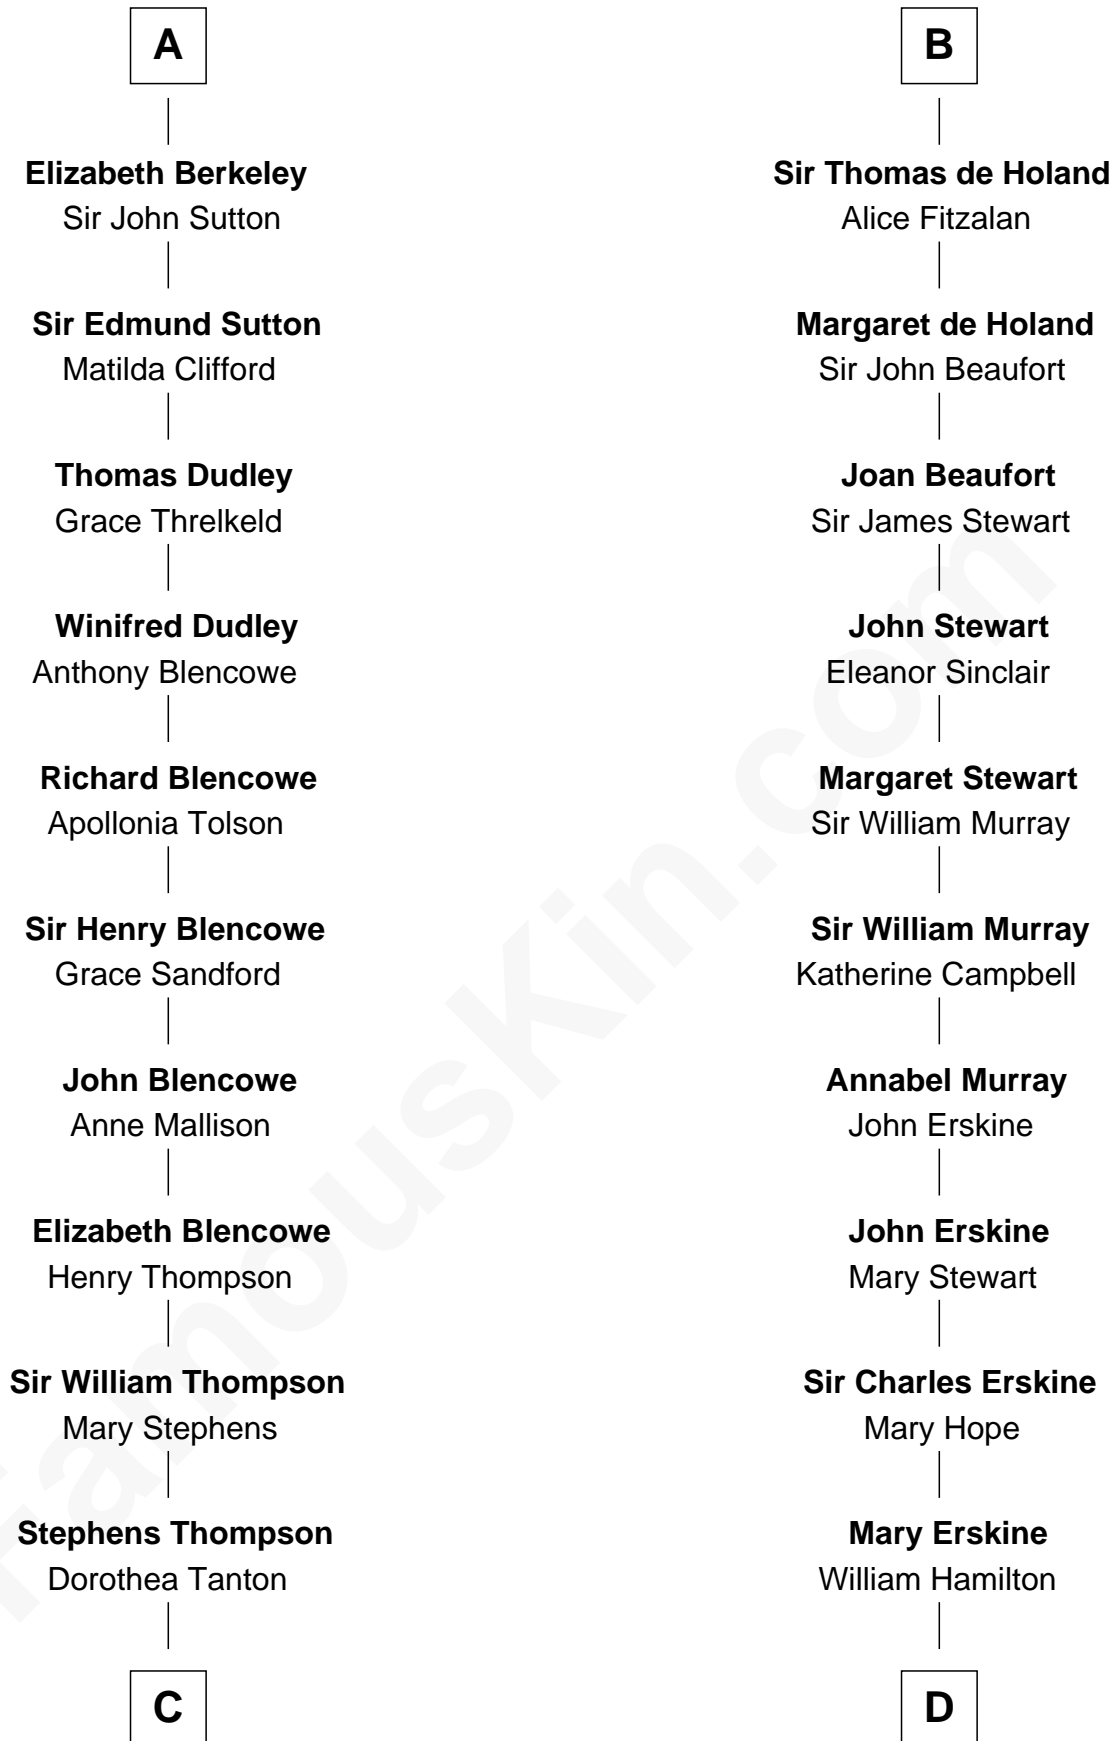 A
Elizabeth Berkeley
Sir John Sutton
Sir Edmund Sutton
Matilda Clifford
Thomas Dudley
Grace Threlkeld
Winifred Dudley
Anthony Blencowe
Richard Blencowe
Apollonia Tolson
Sir Henry Blencowe
Grace Sandford
John Blencowe
Anne Mallison
Elizabeth Blencowe
Henry Thompson
Sir William Thompson
Mary Stephens
Stephens Thompson
Dorothea Tanton
C
B
Sir Thomas de Holand
Alice Fitzalan
Margaret de Holand
Sir John Beaufort
Joan Beaufort
Sir James Stewart
John Stewart
Eleanor Sinclair
Margaret Stewart
Sir William Murray
Sir William Murray
Katherine Campbell
Annabel Murray
John Erskine
John Erskine
Mary Stewart
Sir Charles Erskine
Mary Hope
Mary Erskine
William Hamilton
D
FamousKin.com